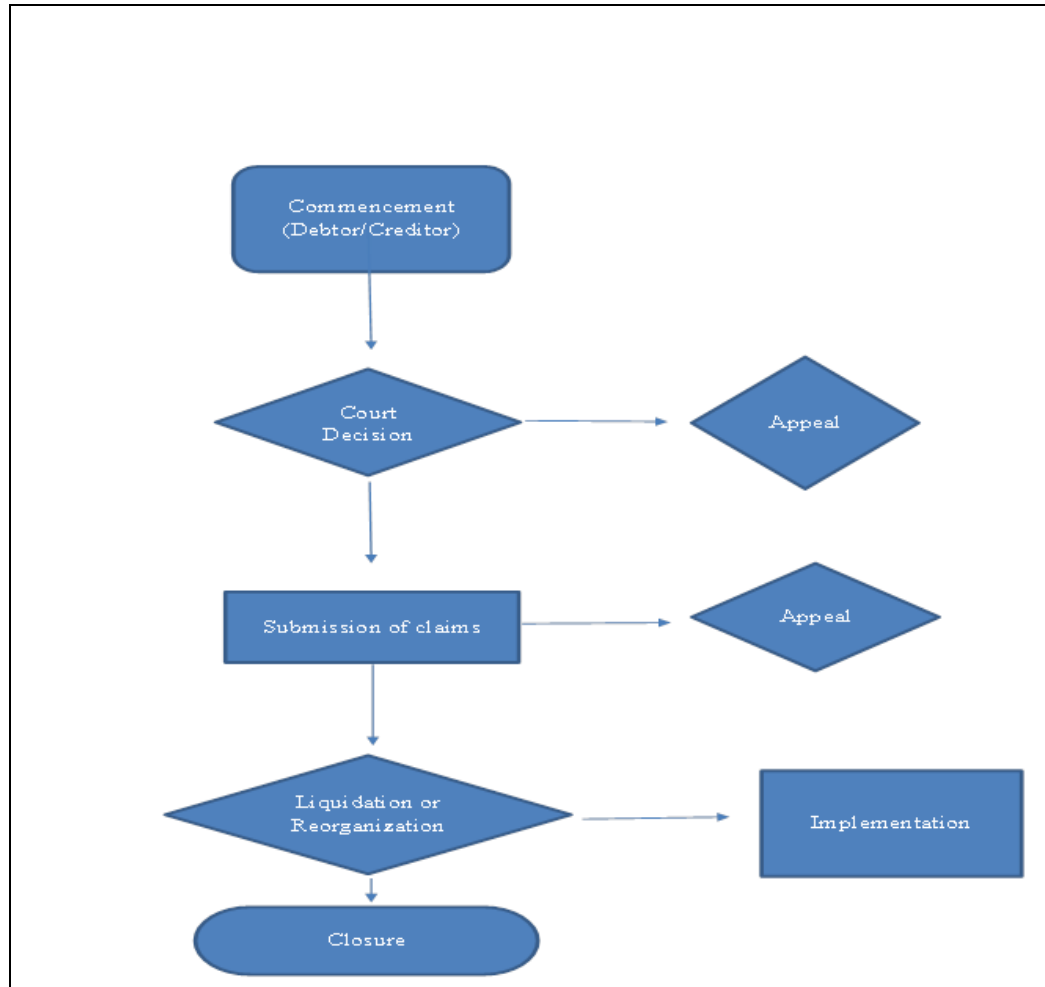 Commencement
(Debtor/Creditor)
Court
Decision
Appeal
Submission of claims
Appeal
Liquidation or
Reorganization
Implementation
Closure